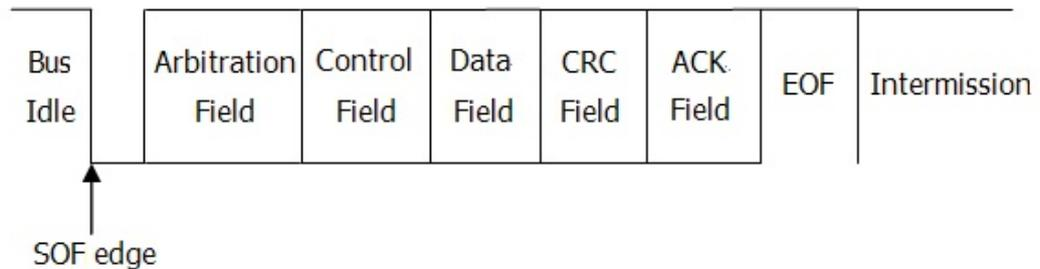 Bus
Idle
Arbitration
Field
Control
Field
Data
Field
CRC
Field
ACK
Field
EOF
Intermission
SOF edge